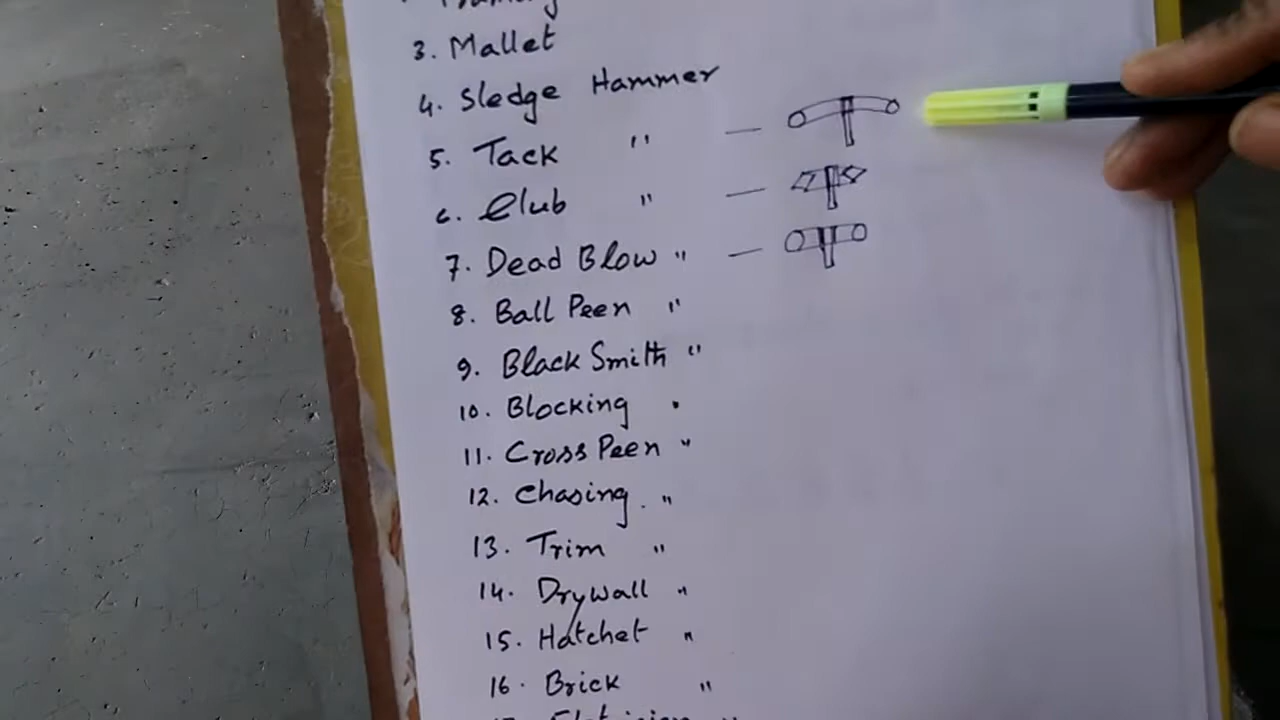 3. Mallet
4. Sledge Hammer
5. Tack " —
6. Club " —
7. Dead Blow " —
8. Ball Peen "
9. Black Smith "
10. Blocking "
11. Cross Peen "
12. Chasing "
13. Trim "
14. Drywall "
15. Hatchet "
16. Brick "